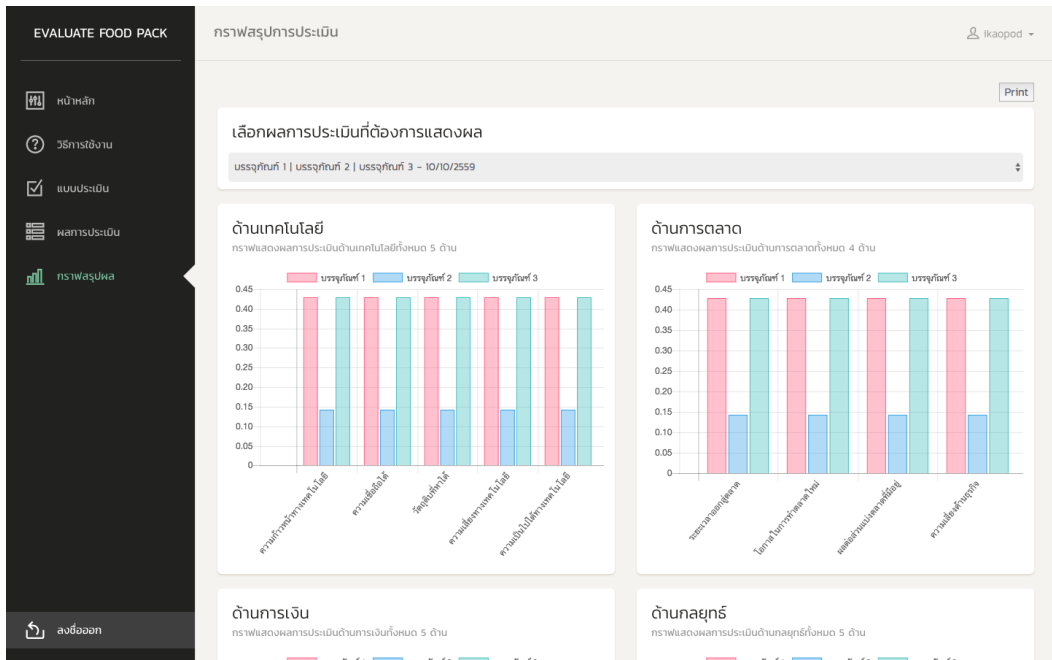 EVALUATE FOOD PACK
กราฟสรุปการประเมิน
Ikaopod
หน้าหลัก
วิธีการใช้งาน
แบบประเมิน
ผลการประเมิน
กราฟสรุปผล
ลงชื่อออก
Print
เลือกผลการประเมินที่ต้องการแสดงผล
บรรจุภัณฑ์ 1 | บรรจุภัณฑ์ 2 | บรรจุภัณฑ์ 3 - 10/10/2559
ด้านเทคโนโลยี
กราฟแสดงผลการประเมินด้านเทคโนโลยีทั้งหมด 5 ด้าน
บรรจุภัณฑ์ 1 บรรจุภัณฑ์ 2 บรรจุภัณฑ์ 3
0.45
0.40
0.35
0.30
0.25
0.20
0.15
0.10
0.05
0
ความก้าวหน้าทางเทคโนโลยี
ความเชื่อถือได้
วัตถุดิบที่หาได้
ความเสี่ยงทางเทคโนโลยี
ความเป็นไปได้ทางเทคโนโลยี
ด้านการตลาด
กราฟแสดงผลการประเมินด้านการตลาดทั้งหมด 4 ด้าน
บรรจุภัณฑ์ 1 บรรจุภัณฑ์ 2 บรรจุภัณฑ์ 3
0.45
0.40
0.35
0.30
0.25
0.20
0.15
0.10
0.05
0
ระยะเวลาออกสู่ตลาด
โอกาสในการทำตลาดใหม่
ผลต่อส่วนแบ่งตลาดที่มีอยู่
ความเสี่ยงด้านธุรกิจ
ด้านการเงิน
กราฟแสดงผลการประเมินด้านการเงินทั้งหมด 5 ด้าน
ด้านกลยุทธ์
กราฟแสดงผลการประเมินด้านกลยุทธ์ทั้งหมด 5 ด้าน